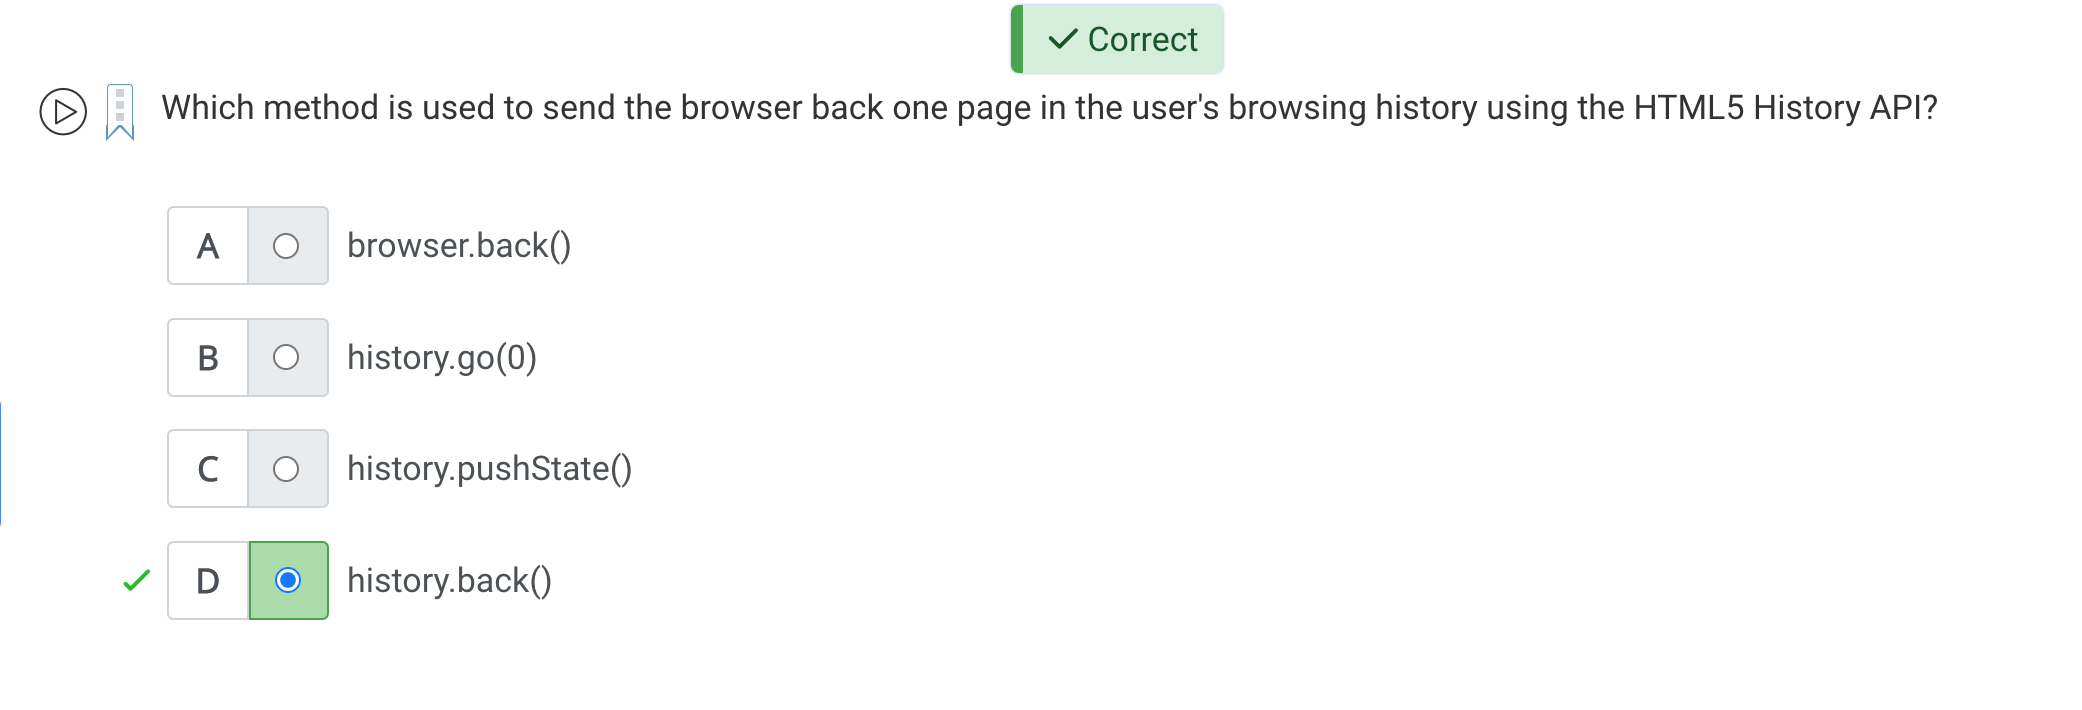 Correct
Which method is used to send the browser back one page in the user's browsing history using the HTML5 History API?
A browser.back()
B history.go(0)
C history.pushState()
D history.back()